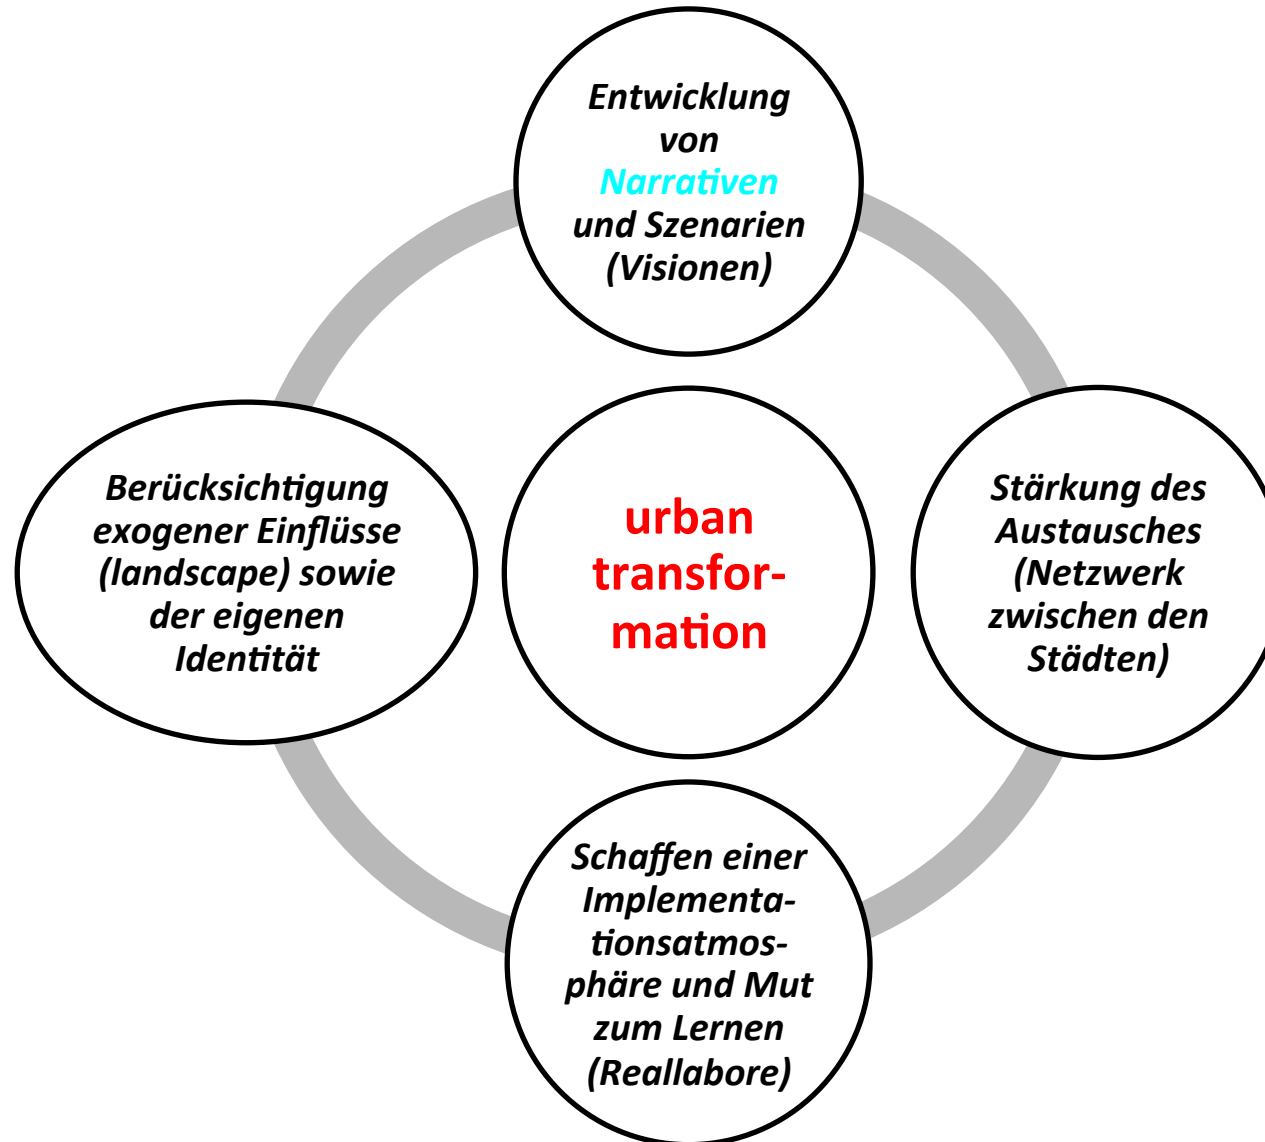 Entwicklung
von
Narrativen
und Szenarien
(Visionen)
Berücksichtigung
exogener Einflüsse
(landscape) sowie
der eigenen
Identität
urban
transfor-
mation
Stärkung des
Austausches
(Netzwerk
zwischen den
Städten)
Schaffen einer
Implementa-
tionsatmos-
phäre und Mut
zum Lernen
(Reallabore)